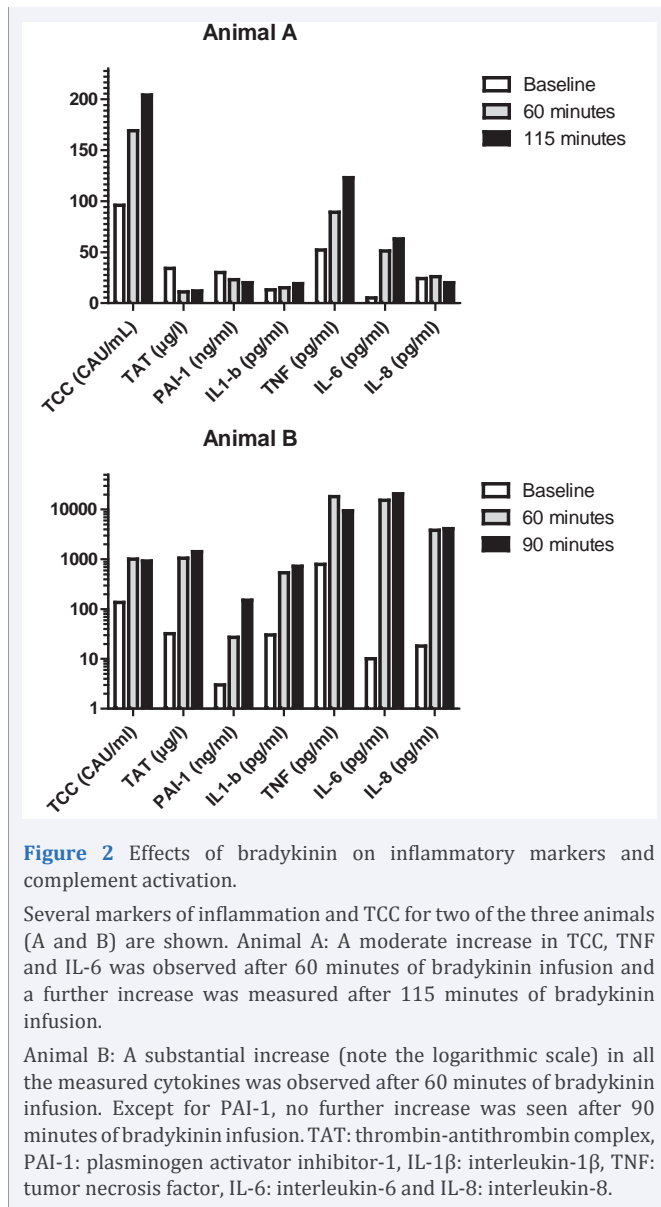 Animal A
200
150
100
50
0
Baseline
60 minutes
115 minutes
TCC (CAU/mL)
TAT (µg/l)
PAI-1 (ng/ml)
IL1-b (pg/ml)
TNF (pg/ml)
IL-6 (pg/ml)
IL-8 (pg/ml)
Animal B
10000
1000
100
10
1
Baseline
60 minutes
90 minutes
TCC (CAU/ml)
TAT (µg/l)
PAI-1 (ng/ml)
IL1-b (pg/ml)
TNF (pg/ml)
IL-6 (pg/ml)
IL-8 (pg/ml)
Figure 2 Effects of bradykinin on inflammatory markers and
complement activation.
Several markers of inflammation and TCC for two of the three animals
(A and B) are shown. Animal A: A moderate increase in TCC, TNF
and IL-6 was observed after 60 minutes of bradykinin infusion and
a further increase was measured after 115 minutes of bradykinin
infusion.
Animal B: A substantial increase (note the logarithmic scale) in all
the measured cytokines was observed after 60 minutes of bradykinin
infusion. Except for PAI-1, no further increase was seen after 90
minutes of bradykinin infusion. TAT: thrombin-antithrombin complex,
PAI-1: plasminogen activator inhibitor-1, IL-1β: interleukin-1β, TNF:
tumor necrosis factor, IL-6: interleukin-6 and IL-8: interleukin-8.